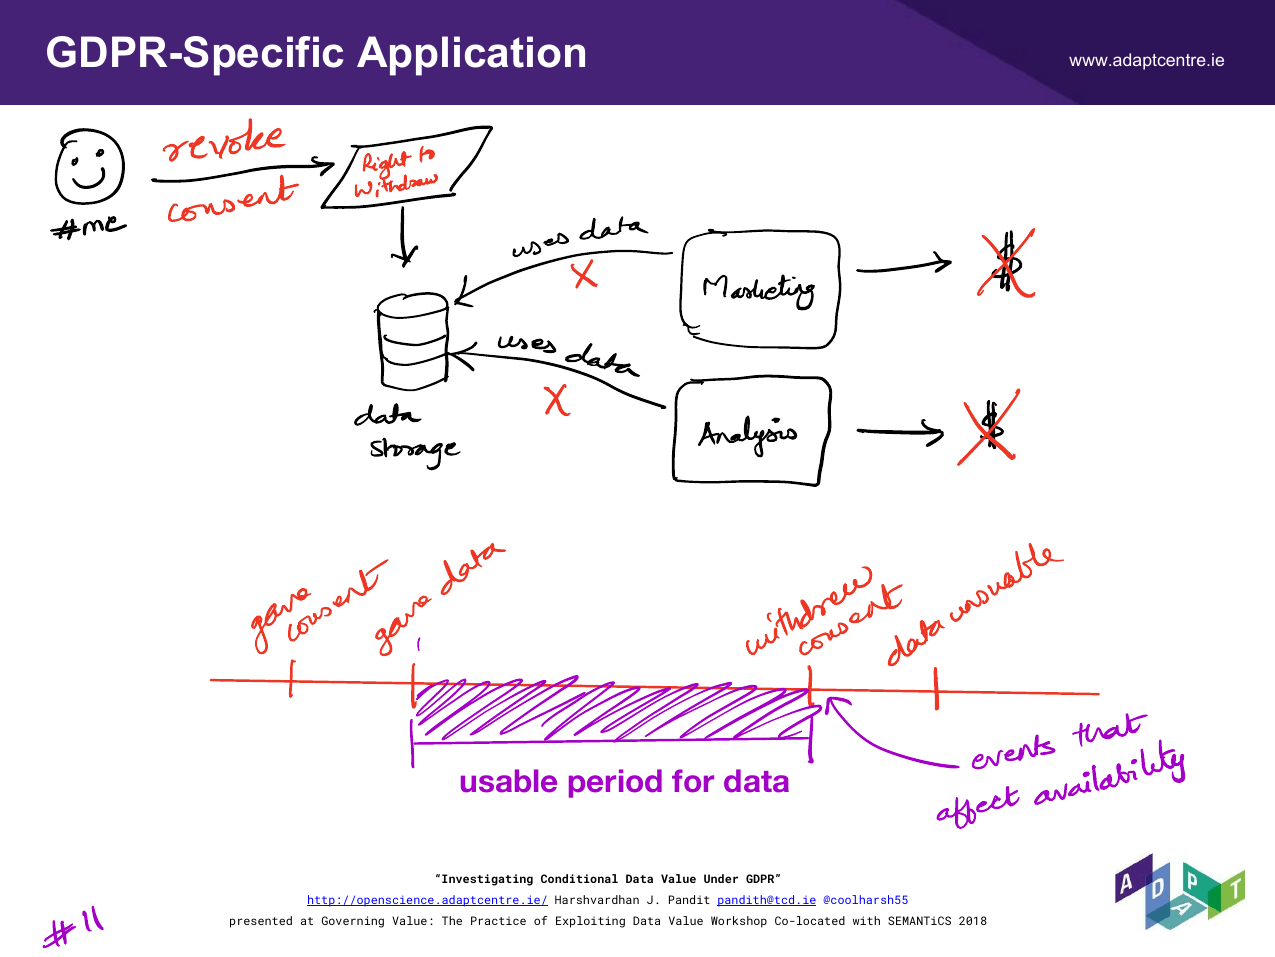 GDPR-Specific Application
www.adaptcentre.ie
revoke
consent
#me
Right to
Withdraw
uses data
X
Marketing
$
data
storage
uses data
X
Analysis
$
gave
consent
gave data
withdrew
consent
data unusable
usable period for data
events that
affect availability
“Investigating Conditional Data Value Under GDPR”
http://openscience.adaptcentre.ie/ Harshvardhan J. Pandit pandith@tcd.ie @coolharsh55
presented at Governing Value: The Practice of Exploiting Data Value Workshop Co-located with SEMANTiCS 2018
#11
ADAPT